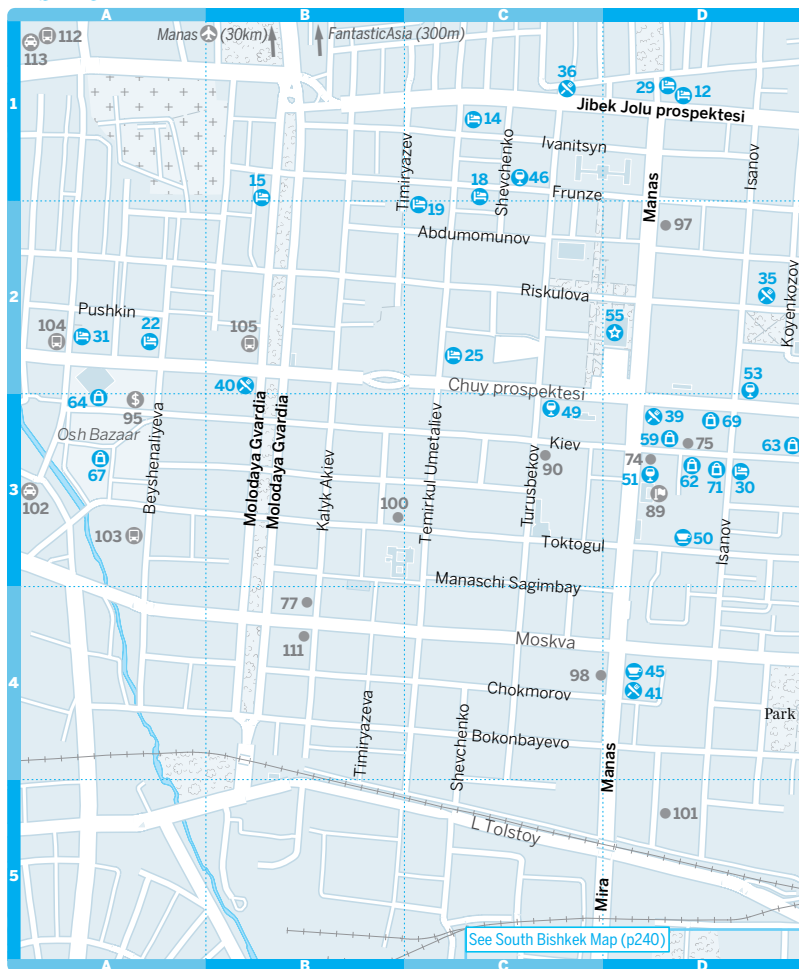 A
B
C
D
112
113
Manas (30km)
FantasticAsia (300m)
36
29
12
1
Jibek Jolu prospektesi
14
Ivanitsyn
Timiryazev
Shevchenko
Isanov
15
18
46
Frunze
19
Manas
97
Abdumomunov
35
2
Riskulova
Koyenkozov
Pushkin
55
104
31
22
105
25
53
40
Chuy prospektesi
64
95
49
39
69
Osh Bazaar
Beyshenaliyeva
Molodaya Gvardia
Molodaya Gvardia
Kalyk Akiev
Temirkul Umetaliev
Turusbekov
Kiev
59
75
63
67
90
74
51
62
71
30
3
102
100
89
103
Toktogul
50
Isanov
Manaschi Sagimbay
77
111
Moskva
4
98
45
Chokmorov
41
Timiryazeva
Shevchenko
Park
Bokonbayevo
Manas
101
L Tolstoy
5
Mira
See South Bishkek Map (p240)
A
B
C
D